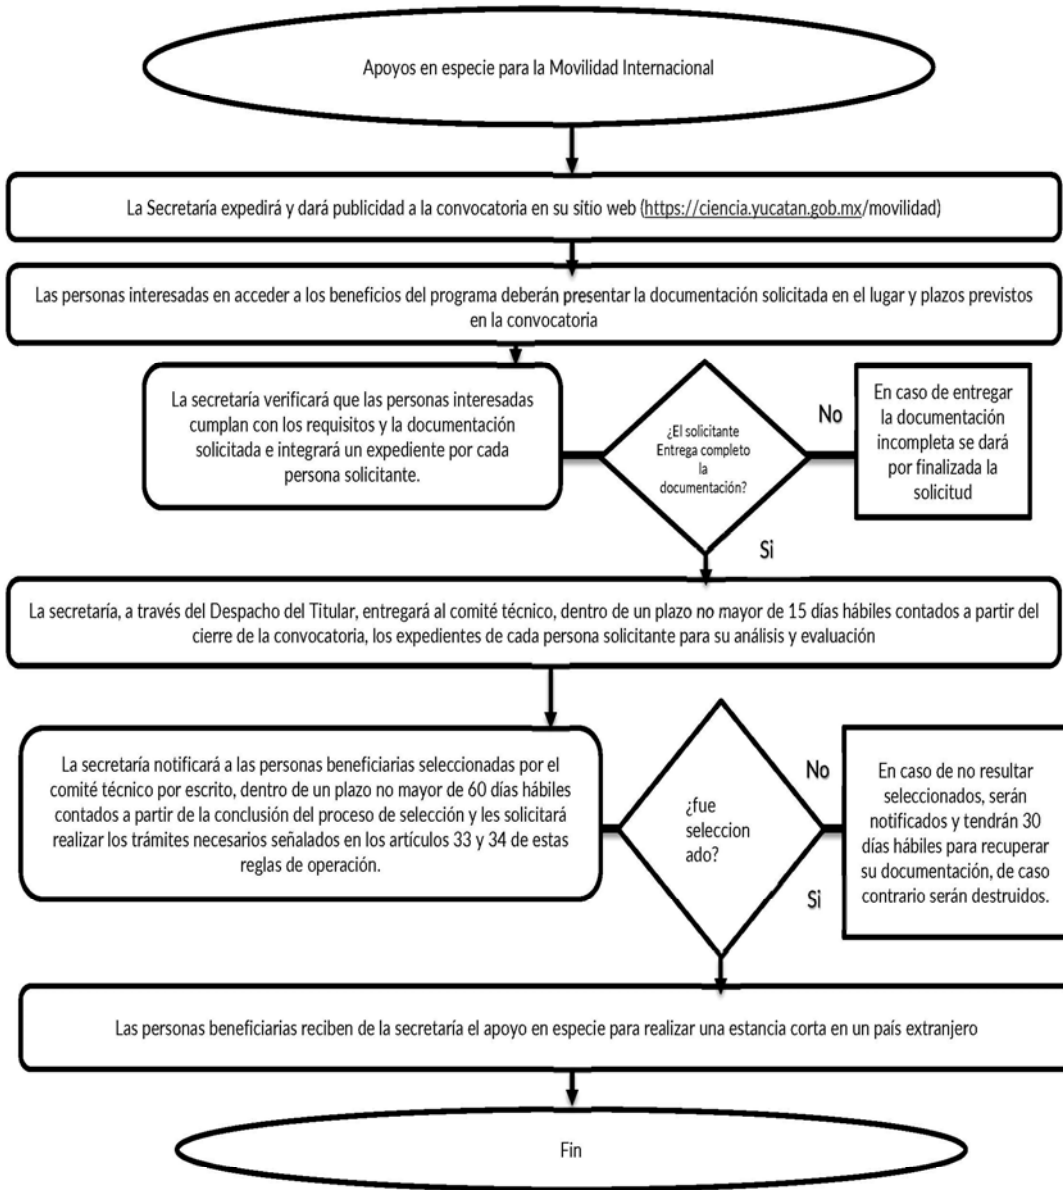 Apoyos en especie para la Movilidad Internacional
La Secretaría expedirá y dará publicidad a la convocatoria en su sitio web (https://ciencia.yucatan.gob.mx/movilidad)
Las personas interesadas en acceder a los beneficios del programa deberán presentar la documentación solicitada en el lugar y plazos previstos
en la convocatoria
La secretaría verificará que las personas interesadas
cumplan con los requisitos y la documentación
solicitada e integrará un expediente por cada
persona solicitante.
¿El solicitante
Entrega completo
la
documentación?
No
En caso de entregar
la documentación
incompleta se dará
por finalizada la
solicitud
Si
La secretaría, a través del Despacho del Titular, entregará al comité técnico, dentro de un plazo no mayor de 15 días hábiles contados a partir del
cierre de la convocatoria, los expedientes de cada persona solicitante para su análisis y evaluación
La secretaría notificará a las personas beneficiarias seleccionadas por el
comité técnico por escrito, dentro de un plazo no mayor de 60 días hábiles
contados a partir de la conclusión del proceso de selección y les solicitará
realizar los trámites necesarios señalados en los artículos 33 y 34 de estas
reglas de operación.
¿fue
seleccion
ado?
No
En caso de no resultar
seleccionados, serán
notificados y tendrán 30
días hábiles para recuperar
su documentación, de caso
contrario serán destruidos.
Si
Las personas beneficiarias reciben de la secretaría el apoyo en especie para realizar una estancia corta en un país extranjero
Fin